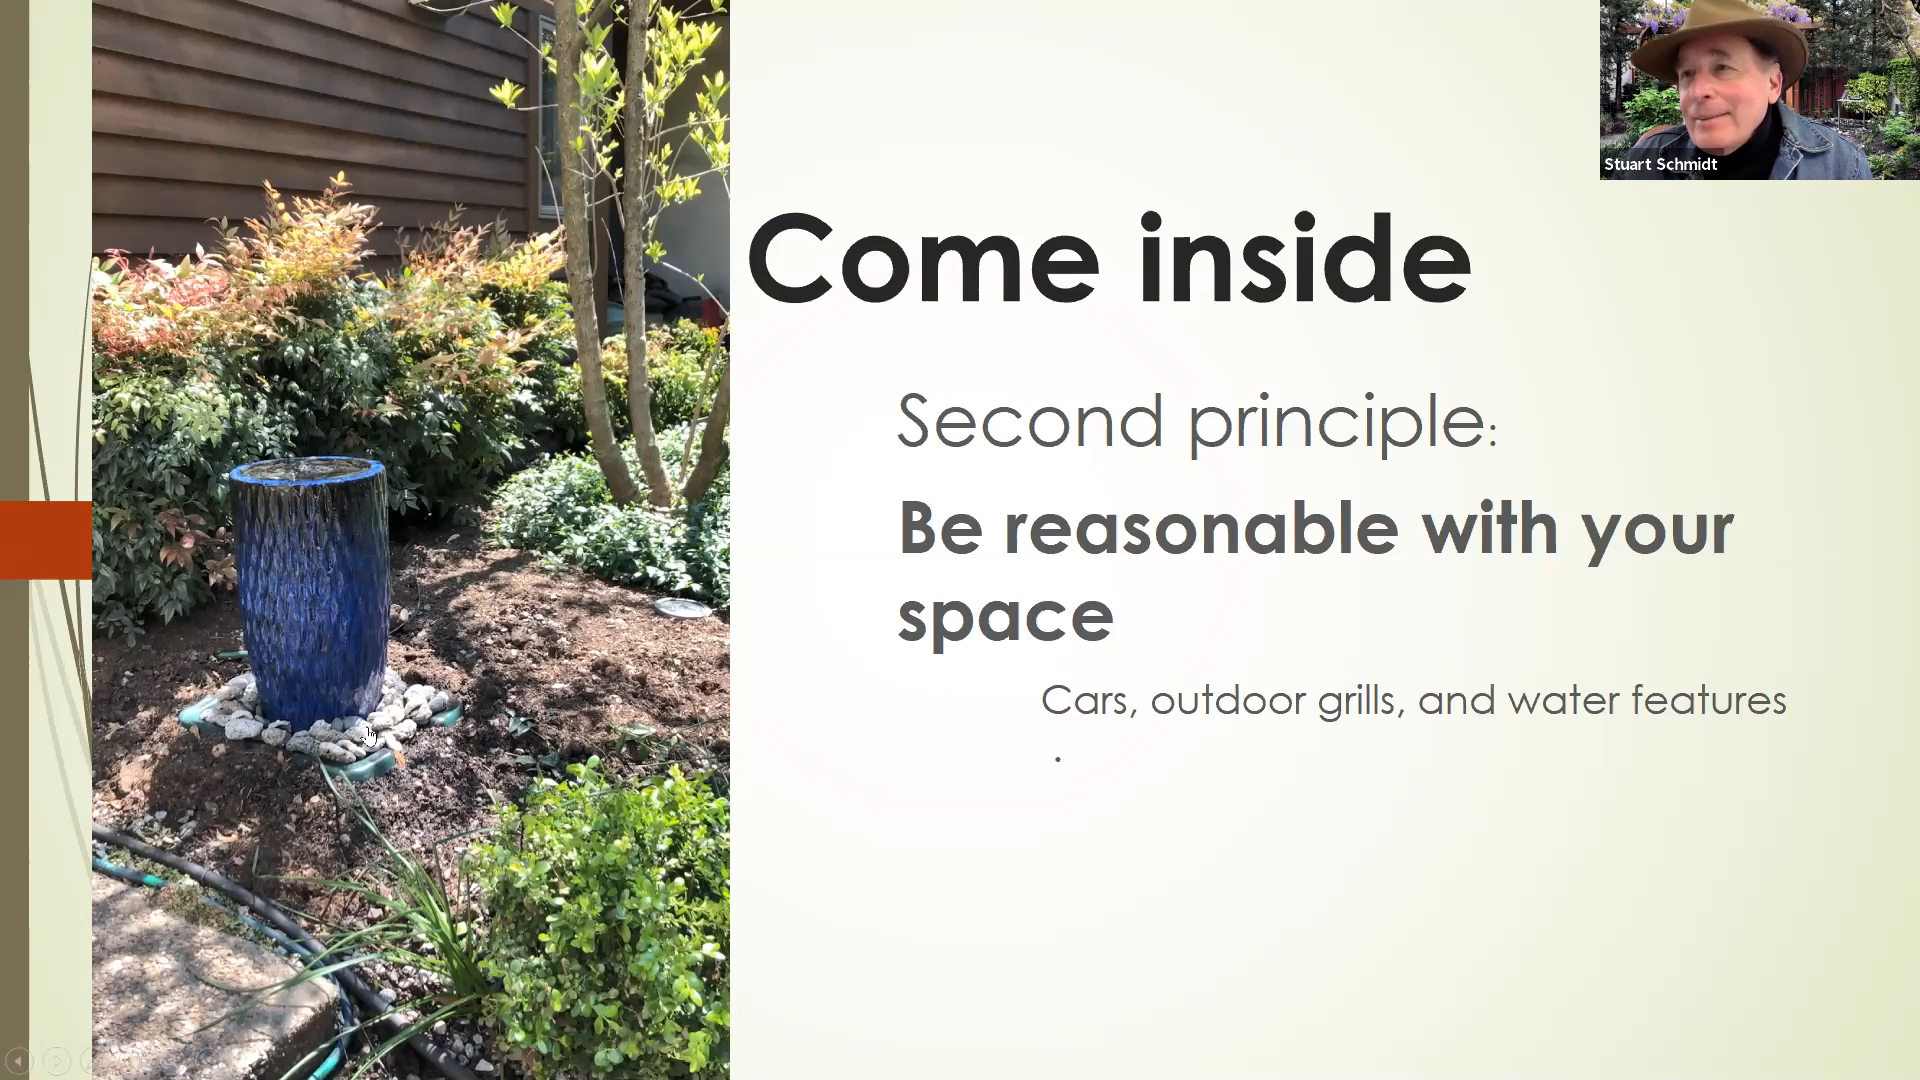 Stuart Schmidt
Come inside
Second principle:
Be reasonable with your
space
Cars, outdoor grills, and water features
.